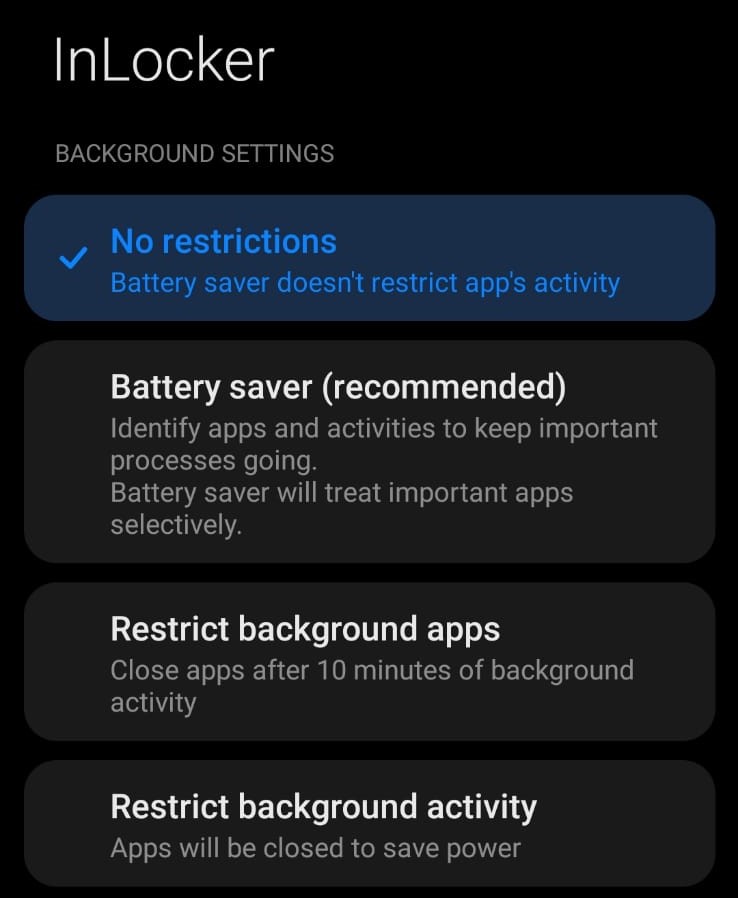 InLocker
BACKGROUND SETTINGS
No restrictions
Battery saver doesn't restrict app's activity
Battery saver (recommended)
Identify apps and activities to keep important
processes going.
Battery saver will treat important apps
selectively.
Restrict background apps
Close apps after 10 minutes of background
activity
Restrict background activity
Apps will be closed to save power